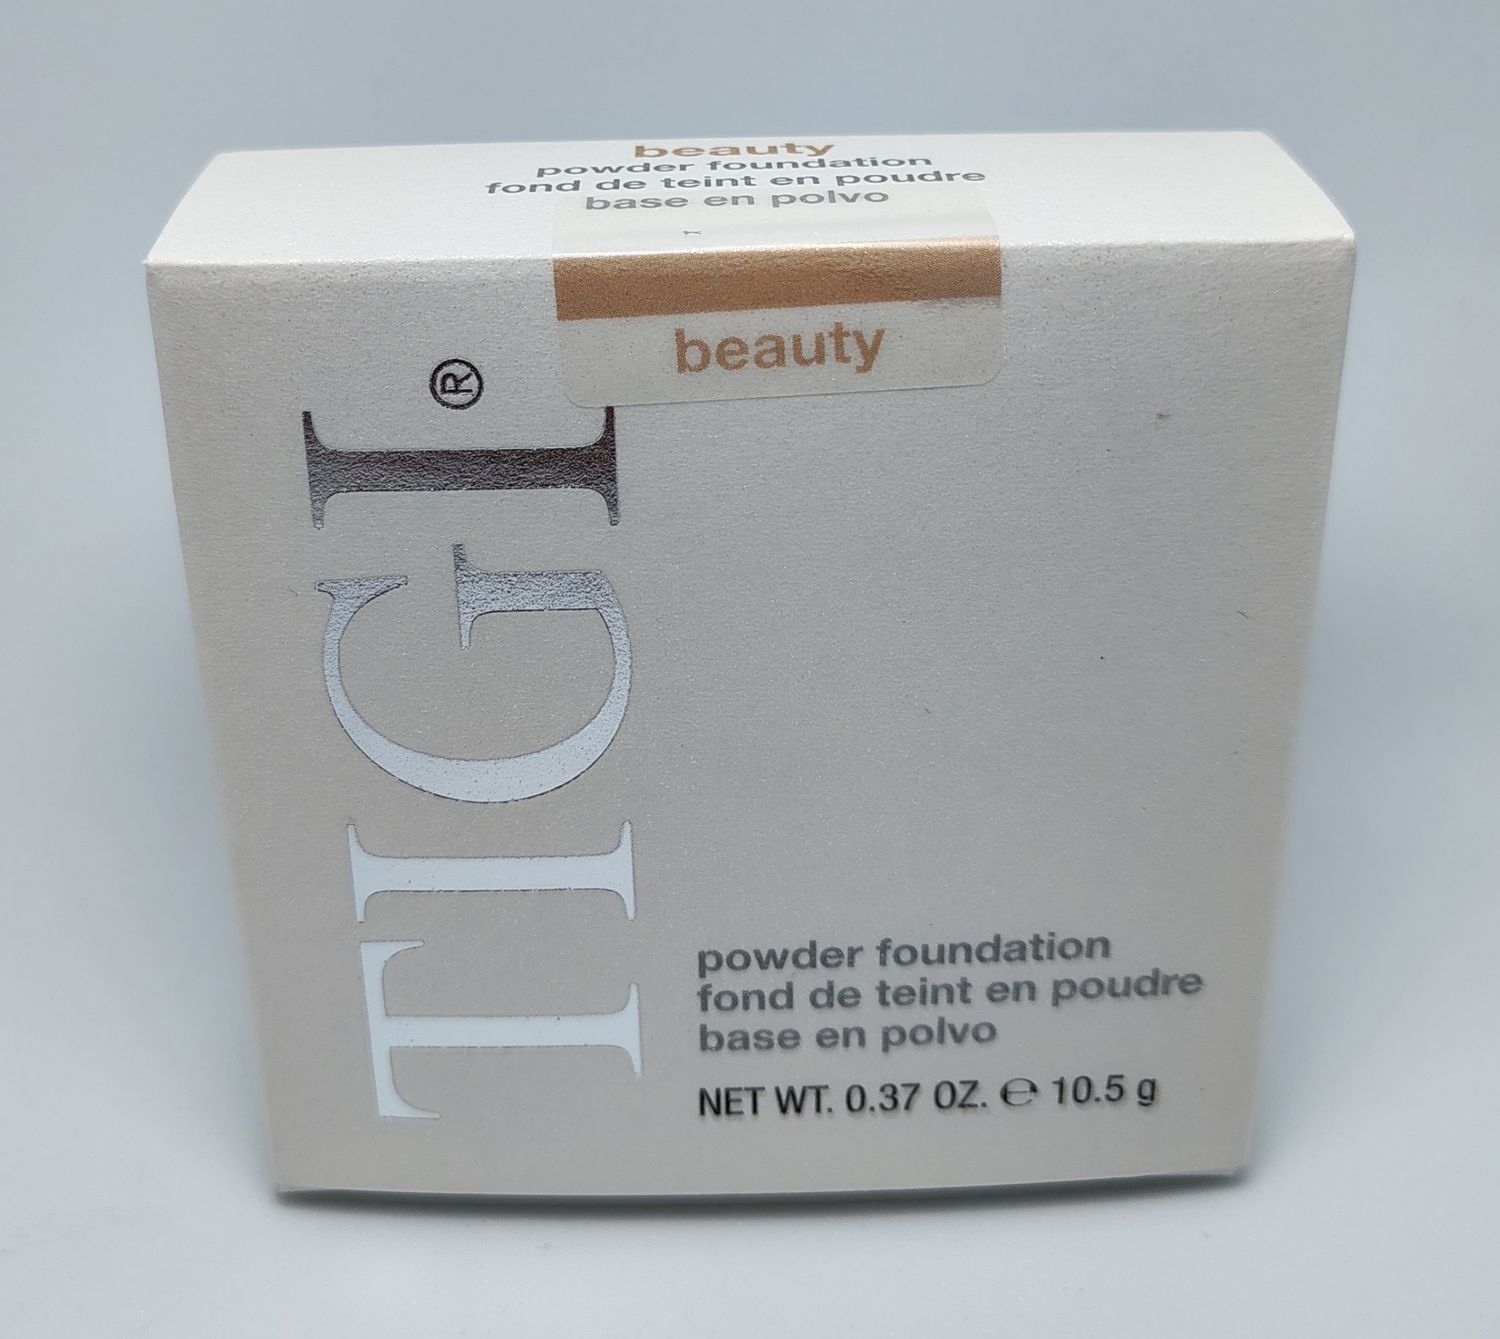 beauty
powder foundation
fond de teint en poudre
base en polvo
beauty
TIGI®
powder foundation
fond de teint en poudre
base en polvo
NET WT. 0.37 OZ. ℮ 10.5 g